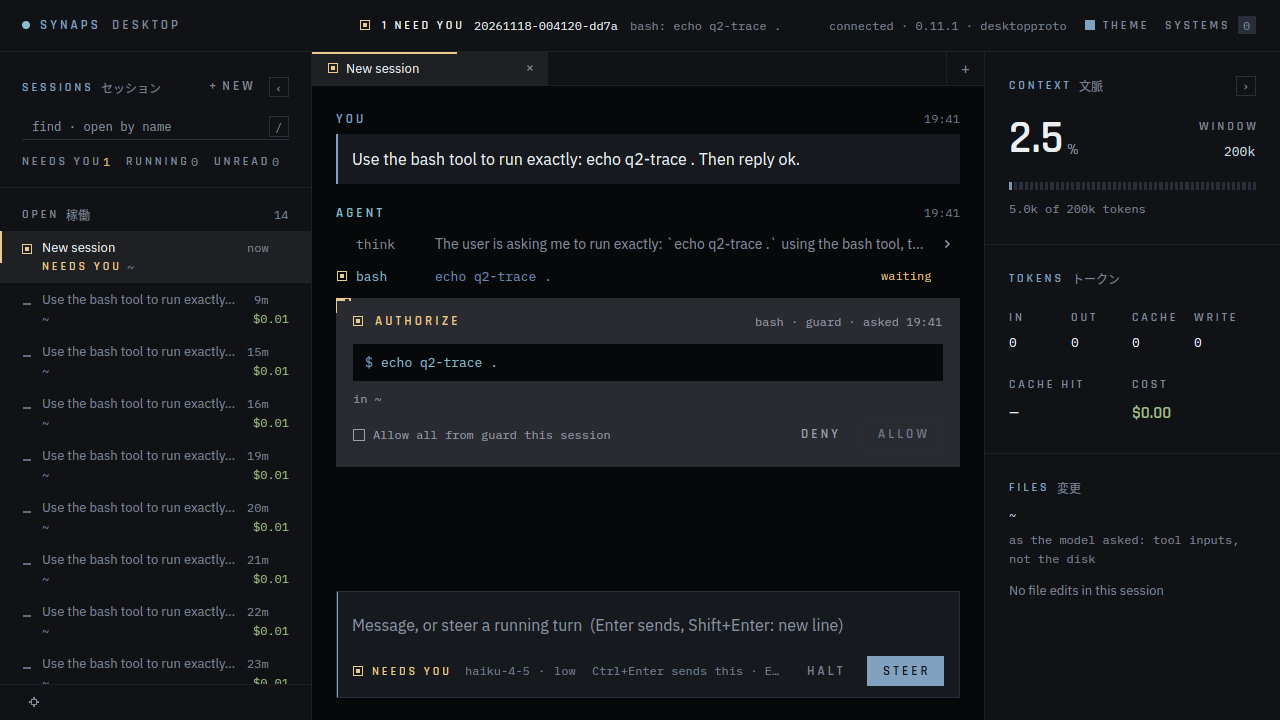 SYNAPS DESKTOP
1 NEED YOU 20261118-004120-dd7a bash: echo q2-trace .
connected · 0.11.1 · desktopproto
THEME SYSTEMS 0
SESSIONS セッション + NEW ‹
find · open by name /
NEEDS YOU 1 RUNNING 0 UNREAD 0
OPEN 稼働 14
New session now
NEEDS YOU ~
Use the bash tool to run exactly… 9m
~ $0.01
Use the bash tool to run exactly… 15m
~ $0.01
Use the bash tool to run exactly… 16m
~ $0.01
Use the bash tool to run exactly… 19m
~ $0.01
Use the bash tool to run exactly… 20m
~ $0.01
Use the bash tool to run exactly… 21m
~ $0.01
Use the bash tool to run exactly… 22m
~ $0.01
Use the bash tool to run exactly… 23m
~ $0.01
New session × +
YOU 19:41
Use the bash tool to run exactly: echo q2-trace . Then reply ok.
AGENT 19:41
think The user is asking me to run exactly: `echo q2-trace .` using the bash tool, t… ›
bash echo q2-trace . waiting
AUTHORIZE bash · guard · asked 19:41
$ echo q2-trace .
in ~
Allow all from guard this session DENY ALLOW
Message, or steer a running turn (Enter sends, Shift+Enter: new line)
NEEDS YOU haiku-4-5 · low Ctrl+Enter sends this · E… HALT STEER
CONTEXT 文脈 ›
2.5 % WINDOW
200k
5.0k of 200k tokens
TOKENS トークン
IN OUT CACHE WRITE
0 0 0 0
CACHE HIT COST
— $0.00
FILES 変更
~
as the model asked: tool inputs,
not the disk
No file edits in this session